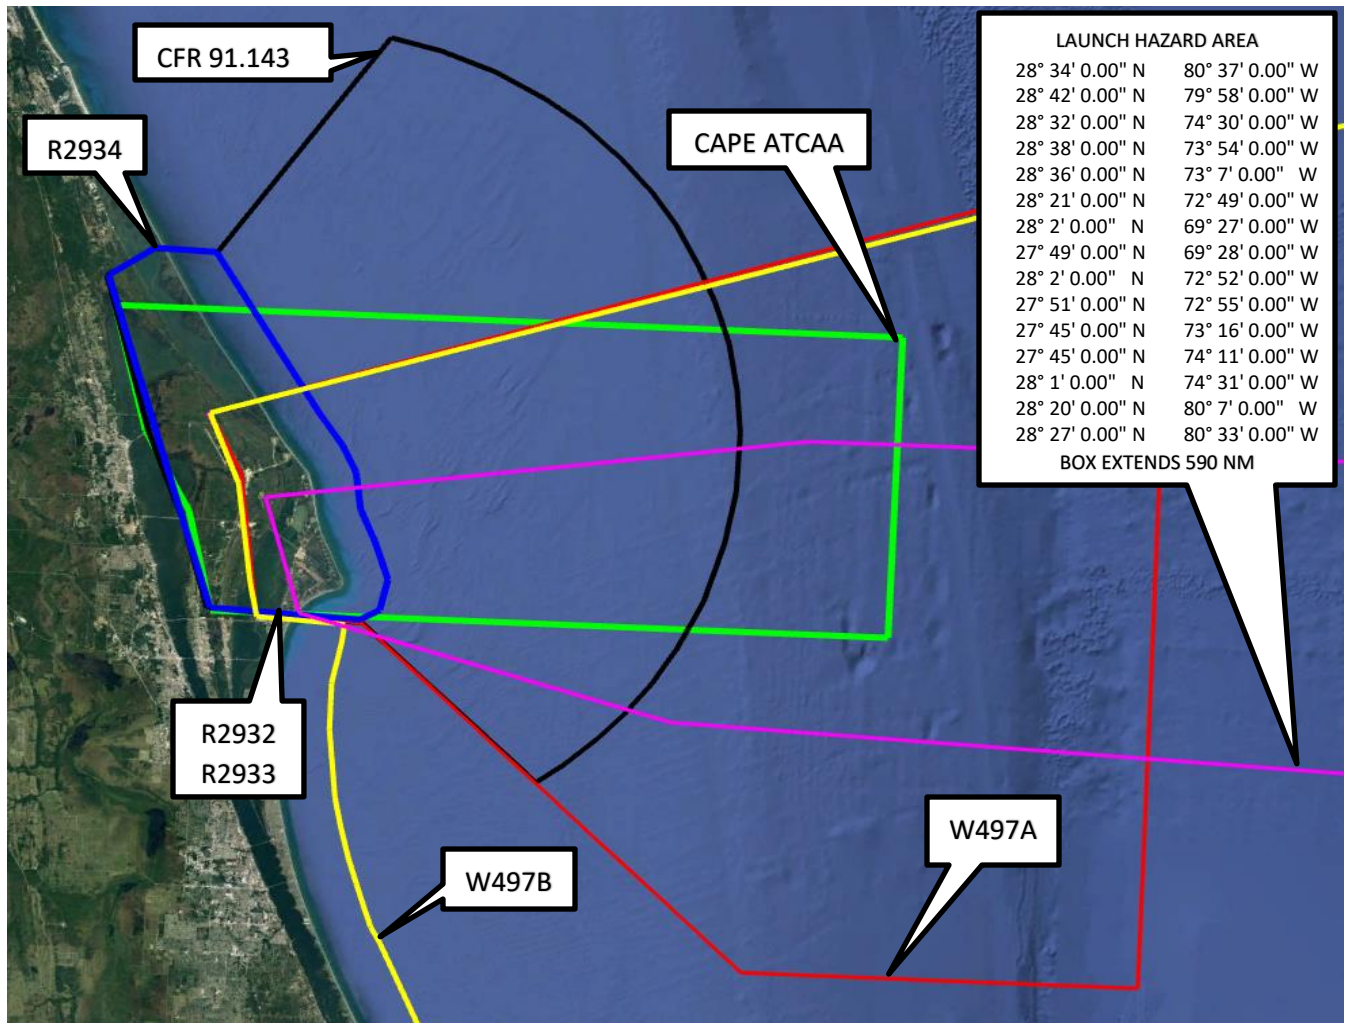 CFR 91.143
R2934
CAPE ATCAA
LAUNCH HAZARD AREA
28° 34' 0.00" N 80° 37' 0.00" W
28° 42' 0.00" N 79° 58' 0.00" W
28° 32' 0.00" N 74° 30' 0.00" W
28° 38' 0.00" N 73° 54' 0.00" W
28° 36' 0.00" N 73° 7' 0.00" W
28° 21' 0.00" N 72° 49' 0.00" W
28° 2' 0.00" N 69° 27' 0.00" W
27° 49' 0.00" N 69° 28' 0.00" W
28° 2' 0.00" N 72° 52' 0.00" W
27° 51' 0.00" N 72° 55' 0.00" W
27° 45' 0.00" N 73° 16' 0.00" W
27° 45' 0.00" N 74° 11' 0.00" W
28° 1' 0.00" N 74° 31' 0.00" W
28° 20' 0.00" N 80° 7' 0.00" W
28° 27' 0.00" N 80° 33' 0.00" W
BOX EXTENDS 590 NM
R2932
R2933
W497B
W497A